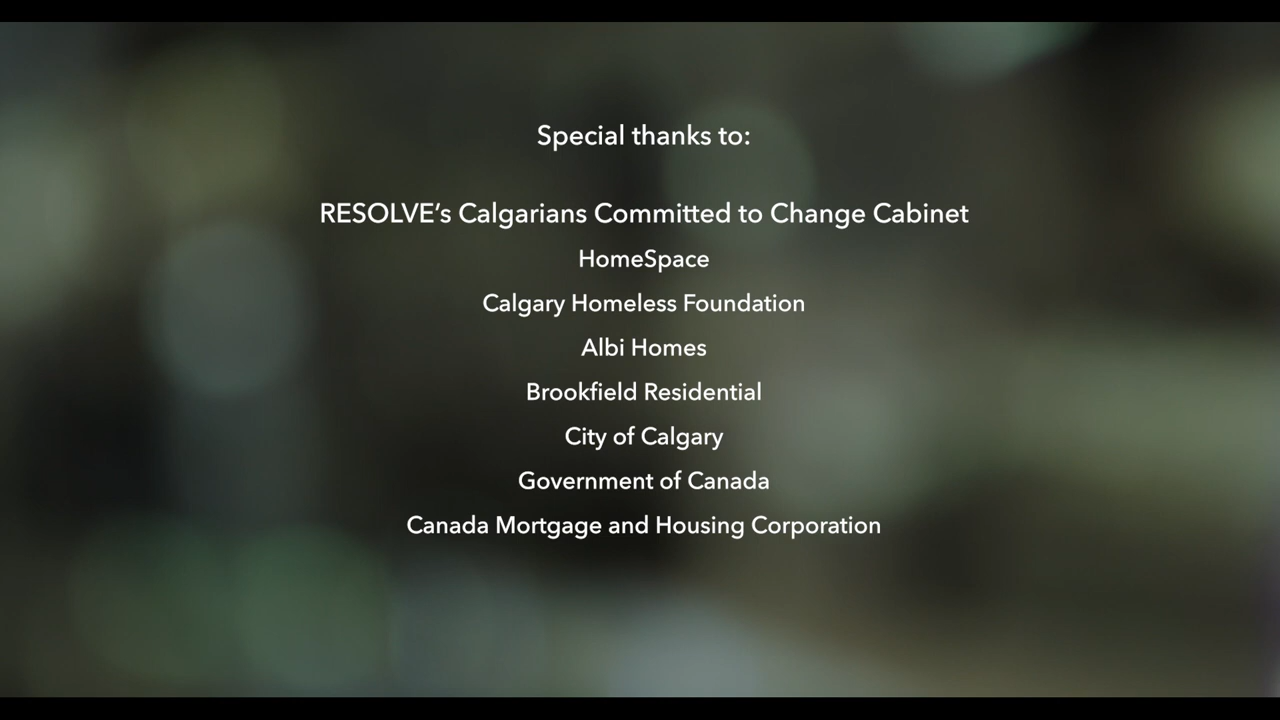 Special thanks to:
RESOLVE’s Calgarians Committed to Change Cabinet
HomeSpace
Calgary Homeless Foundation
Albi Homes
Brookfield Residential
City of Calgary
Government of Canada
Canada Mortgage and Housing Corporation